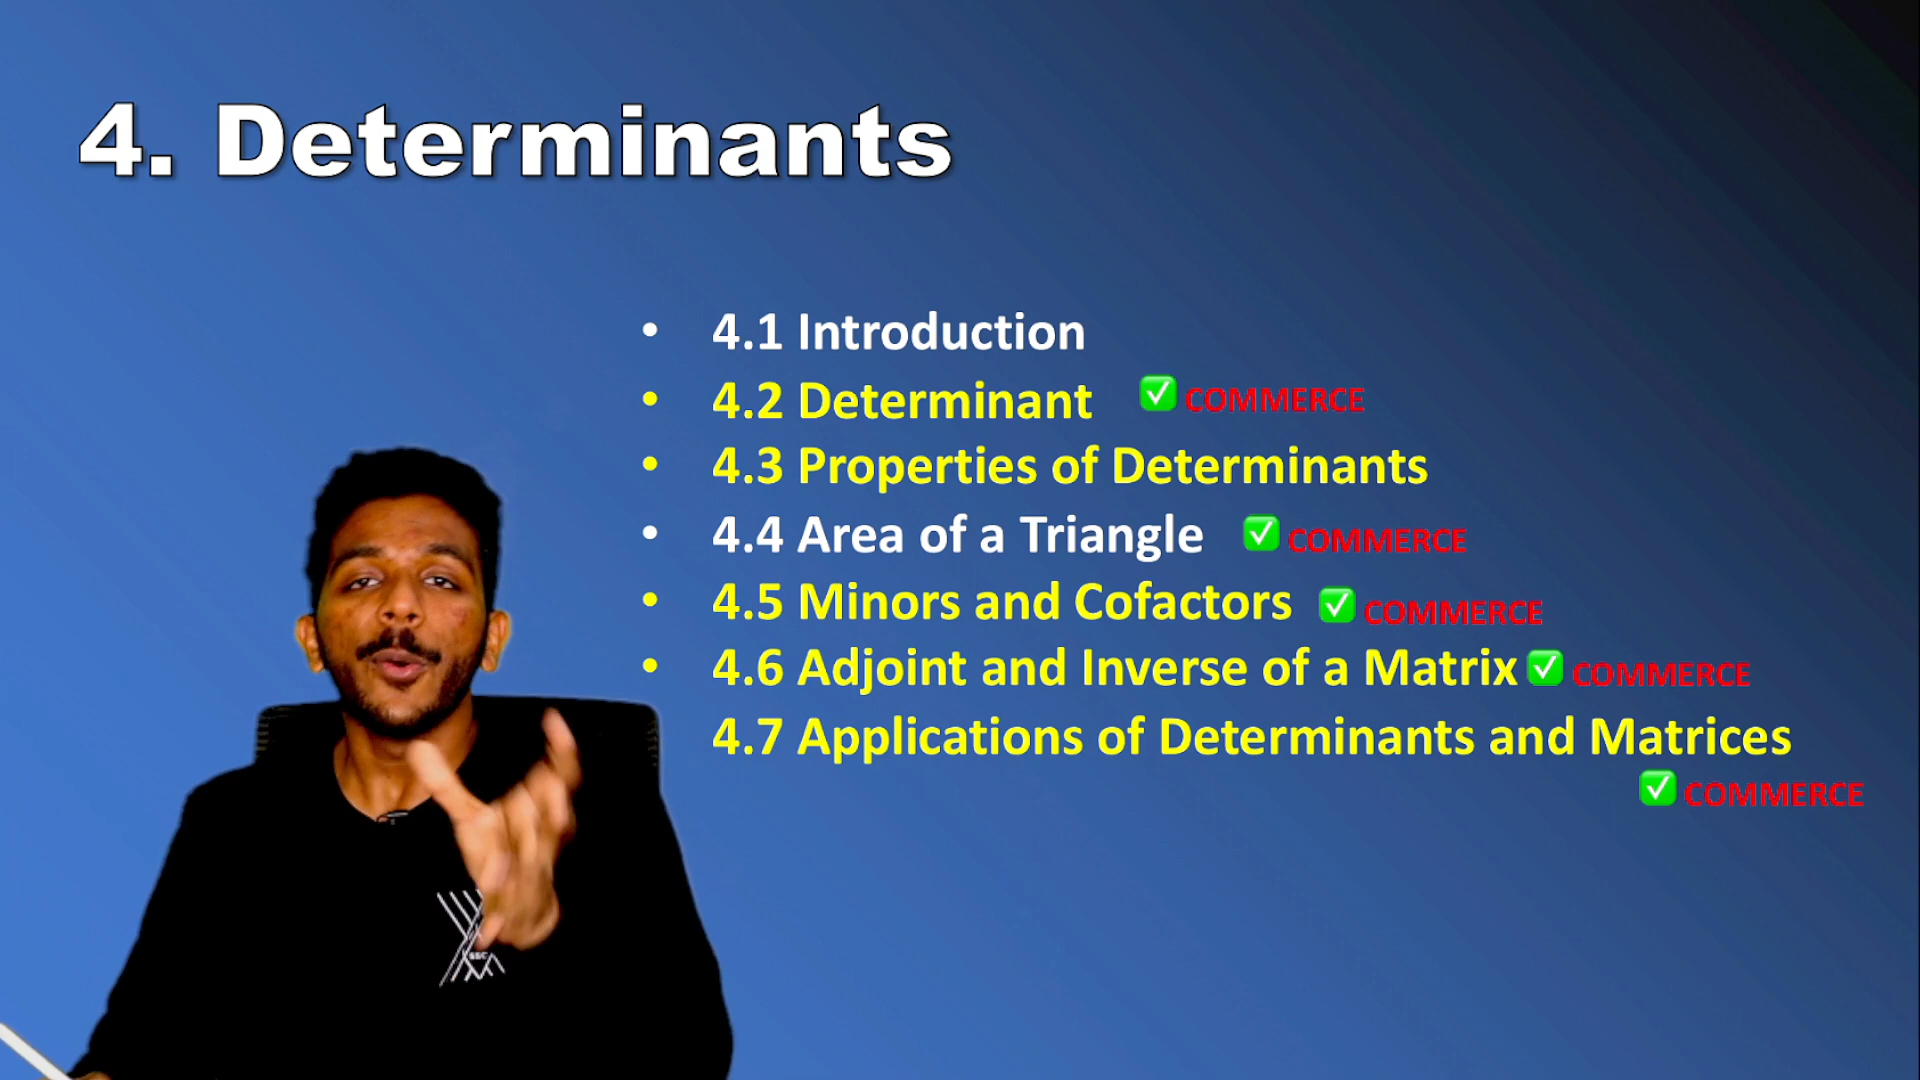 4. Determinants
• 4.1 Introduction
• 4.2 Determinant ✅ COMMERCE
• 4.3 Properties of Determinants
• 4.4 Area of a Triangle ✅ COMMERCE
• 4.5 Minors and Cofactors ✅ COMMERCE
• 4.6 Adjoint and Inverse of a Matrix ✅ COMMERCE
4.7 Applications of Determinants and Matrices
✅ COMMERCE